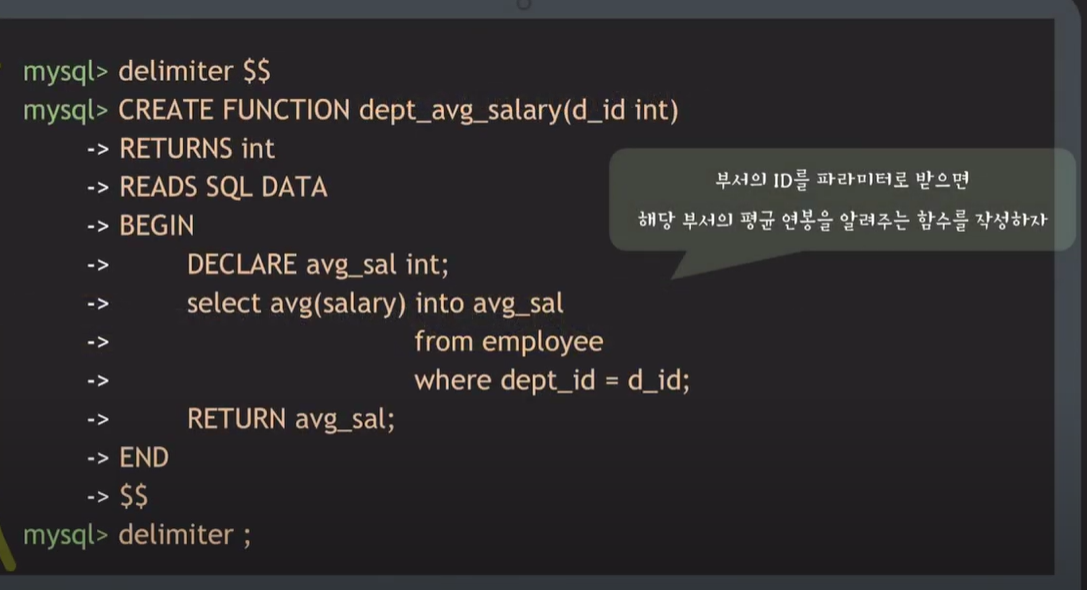 mysql> delimiter $$
mysql> CREATE FUNCTION dept_avg_salary(d_id int)
-> RETURNS int
-> READS SQL DATA
-> BEGIN
-> DECLARE avg_sal int;
-> select avg(salary) into avg_sal
-> from employee
-> where dept_id = d_id;
-> RETURN avg_sal;
-> END
-> $$
mysql> delimiter ;
부서의 ID를 파라미터로 받으면
해당 부서의 평균 연봉을 알려주는 함수를 작성하자